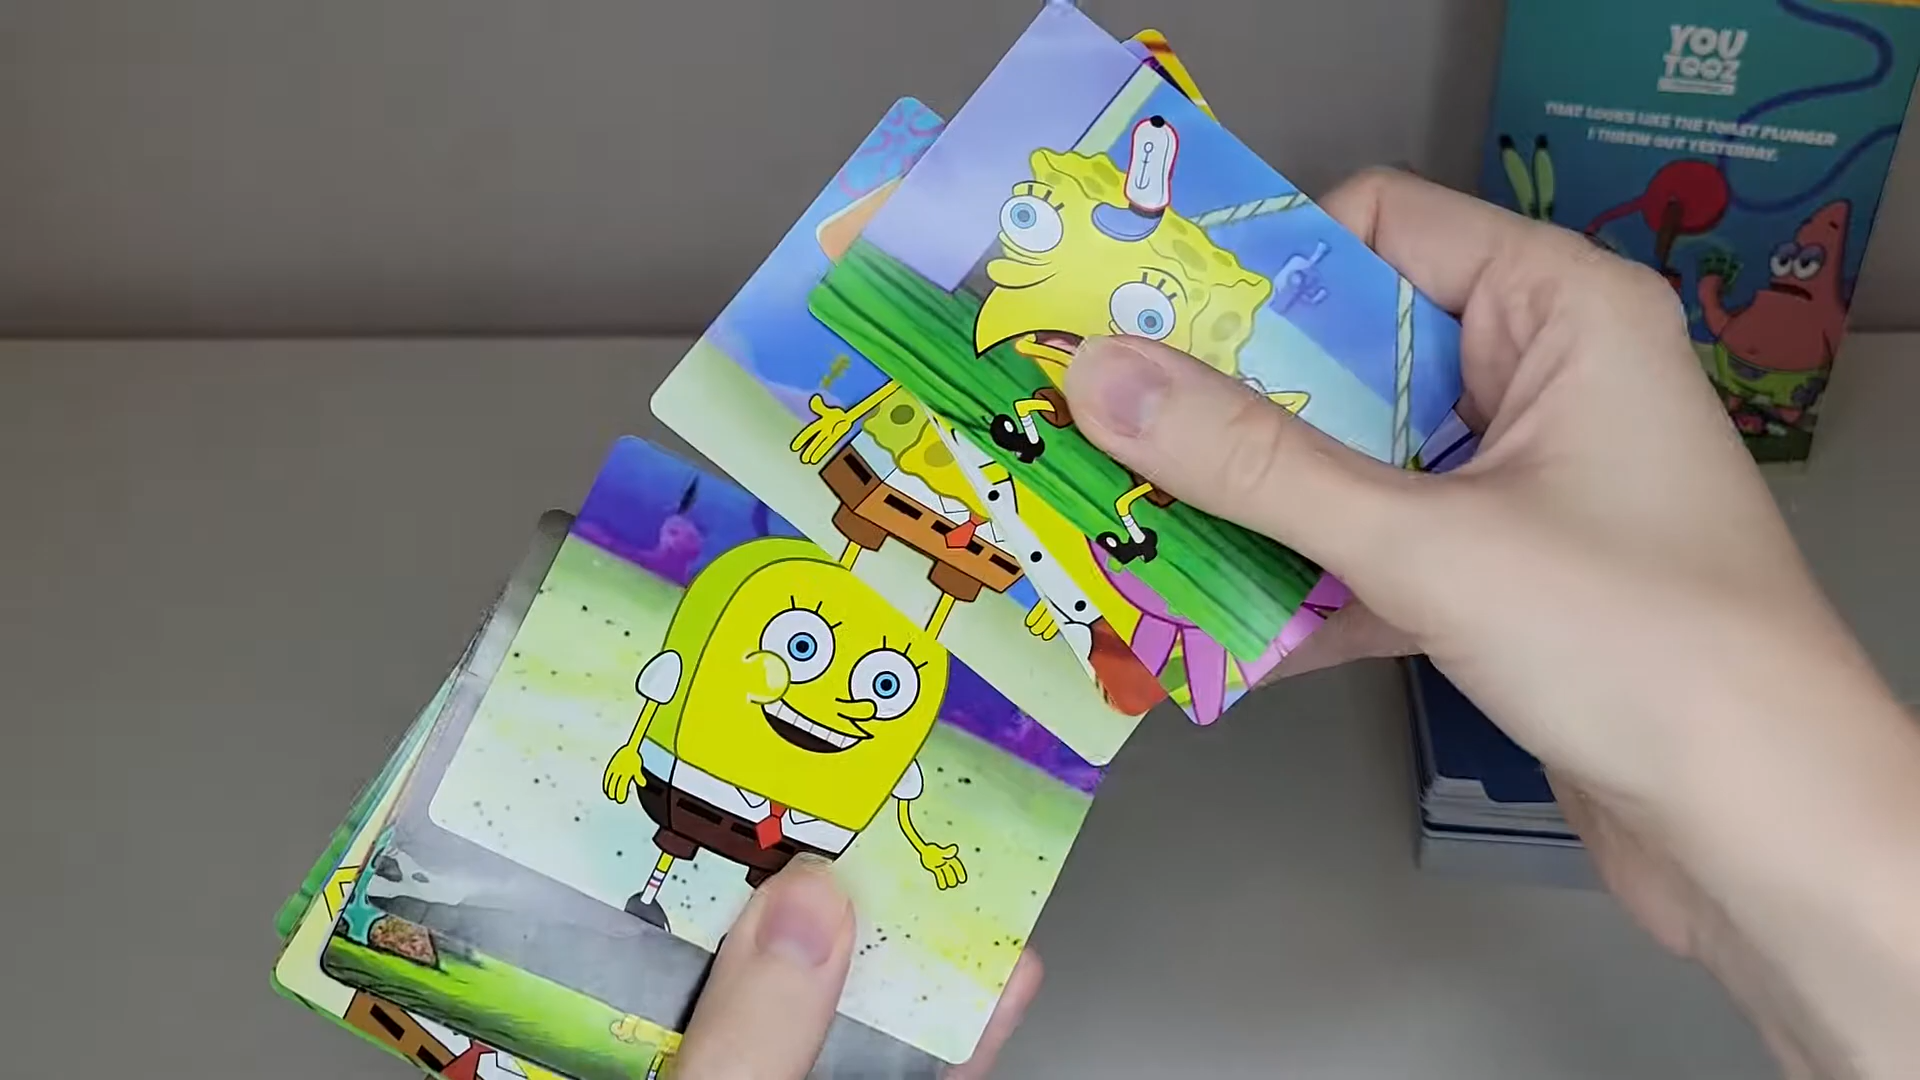 YOU
TOOZ
THAT LOOKS LIKE THE TOILET PLUNGER
I THREW OUT YESTERDAY.